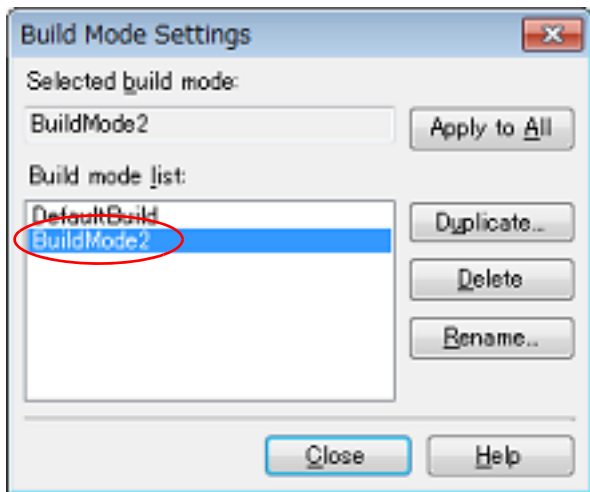 Build Mode Settings
Selected build mode:
BuildMode2
Apply to All
Build mode list:
DefaultBuild
BuildMode2
Duplicate...
Delete
Rename...
Close
Help